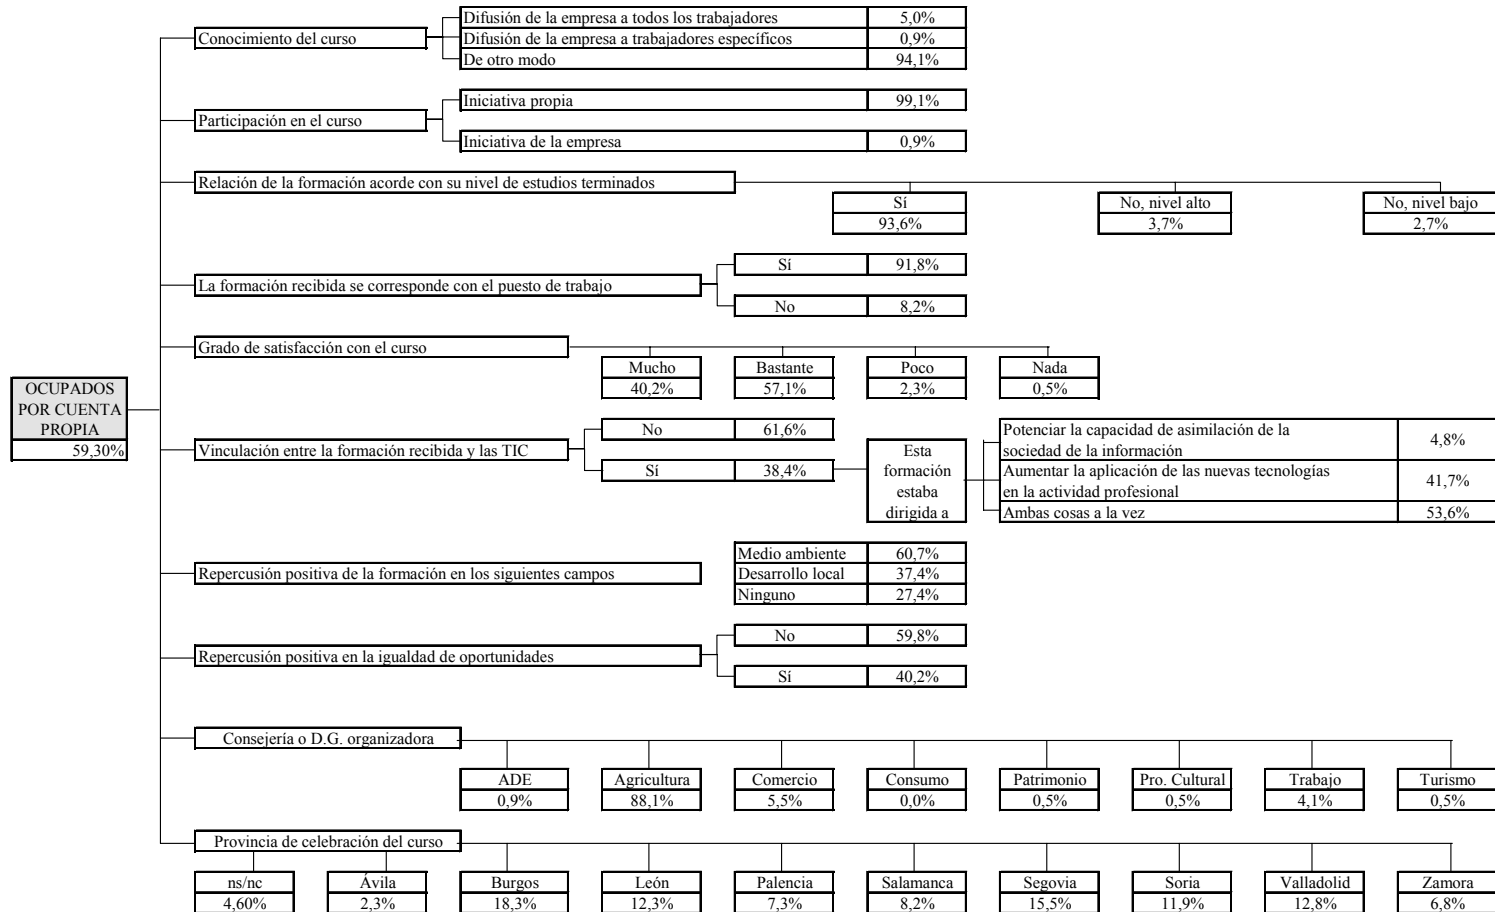 Difusión de la empresa a todos los trabajadores 5,0%
Conocimiento del curso Difusión de la empresa a trabajadores específicos 0,9%
De otro modo 94,1%
Iniciativa propia 99,1%
Participación en el curso
Iniciativa de la empresa 0,9%
Relación de la formación acorde con su nivel de estudios terminados
Sí No, nivel alto No, nivel bajo
93,6% 3,7% 2,7%
Sí 91,8%
La formación recibida se corresponde con el puesto de trabajo
No 8,2%
Grado de satisfacción con el curso
Mucho Bastante Poco Nada
40,2% 57,1% 2,3% 0,5%
OCUPADOS
POR CUENTA
PROPIA
59,30%
No 61,6%
Vinculación entre la formación recibida y las TIC
Sí 38,4%
Esta
formación
estaba
dirigida a
Potenciar la capacidad de asimilación de la
sociedad de la información 4,8%
Aumentar la aplicación de las nuevas tecnologías
en la actividad profesional 41,7%
Ambas cosas a la vez 53,6%
Medio ambiente 60,7%
Repercusión positiva de la formación en los siguientes campos Desarrollo local 37,4%
Ninguno 27,4%
No 59,8%
Repercusión positiva en la igualdad de oportunidades
Sí 40,2%
Consejería o D.G. organizadora
ADE Agricultura Comercio Consumo Patrimonio Pro. Cultural Trabajo Turismo
0,9% 88,1% 5,5% 0,0% 0,5% 0,5% 4,1% 0,5%
Provincia de celebración del curso
ns/nc Ávila Burgos León Palencia Salamanca Segovia Soria Valladolid Zamora
4,60% 2,3% 18,3% 12,3% 7,3% 8,2% 15,5% 11,9% 12,8% 6,8%